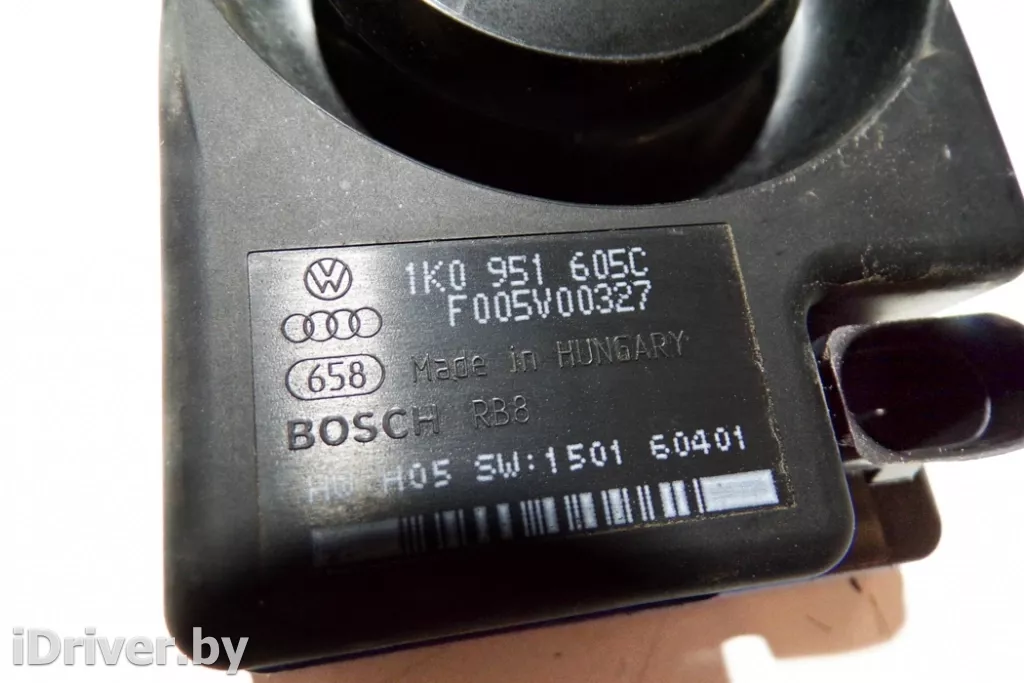 1K0 951 605C
F005V00327
658 Made in HUNGARY
BOSCH RB8
H05 SW:1501 60401
iDriver.by